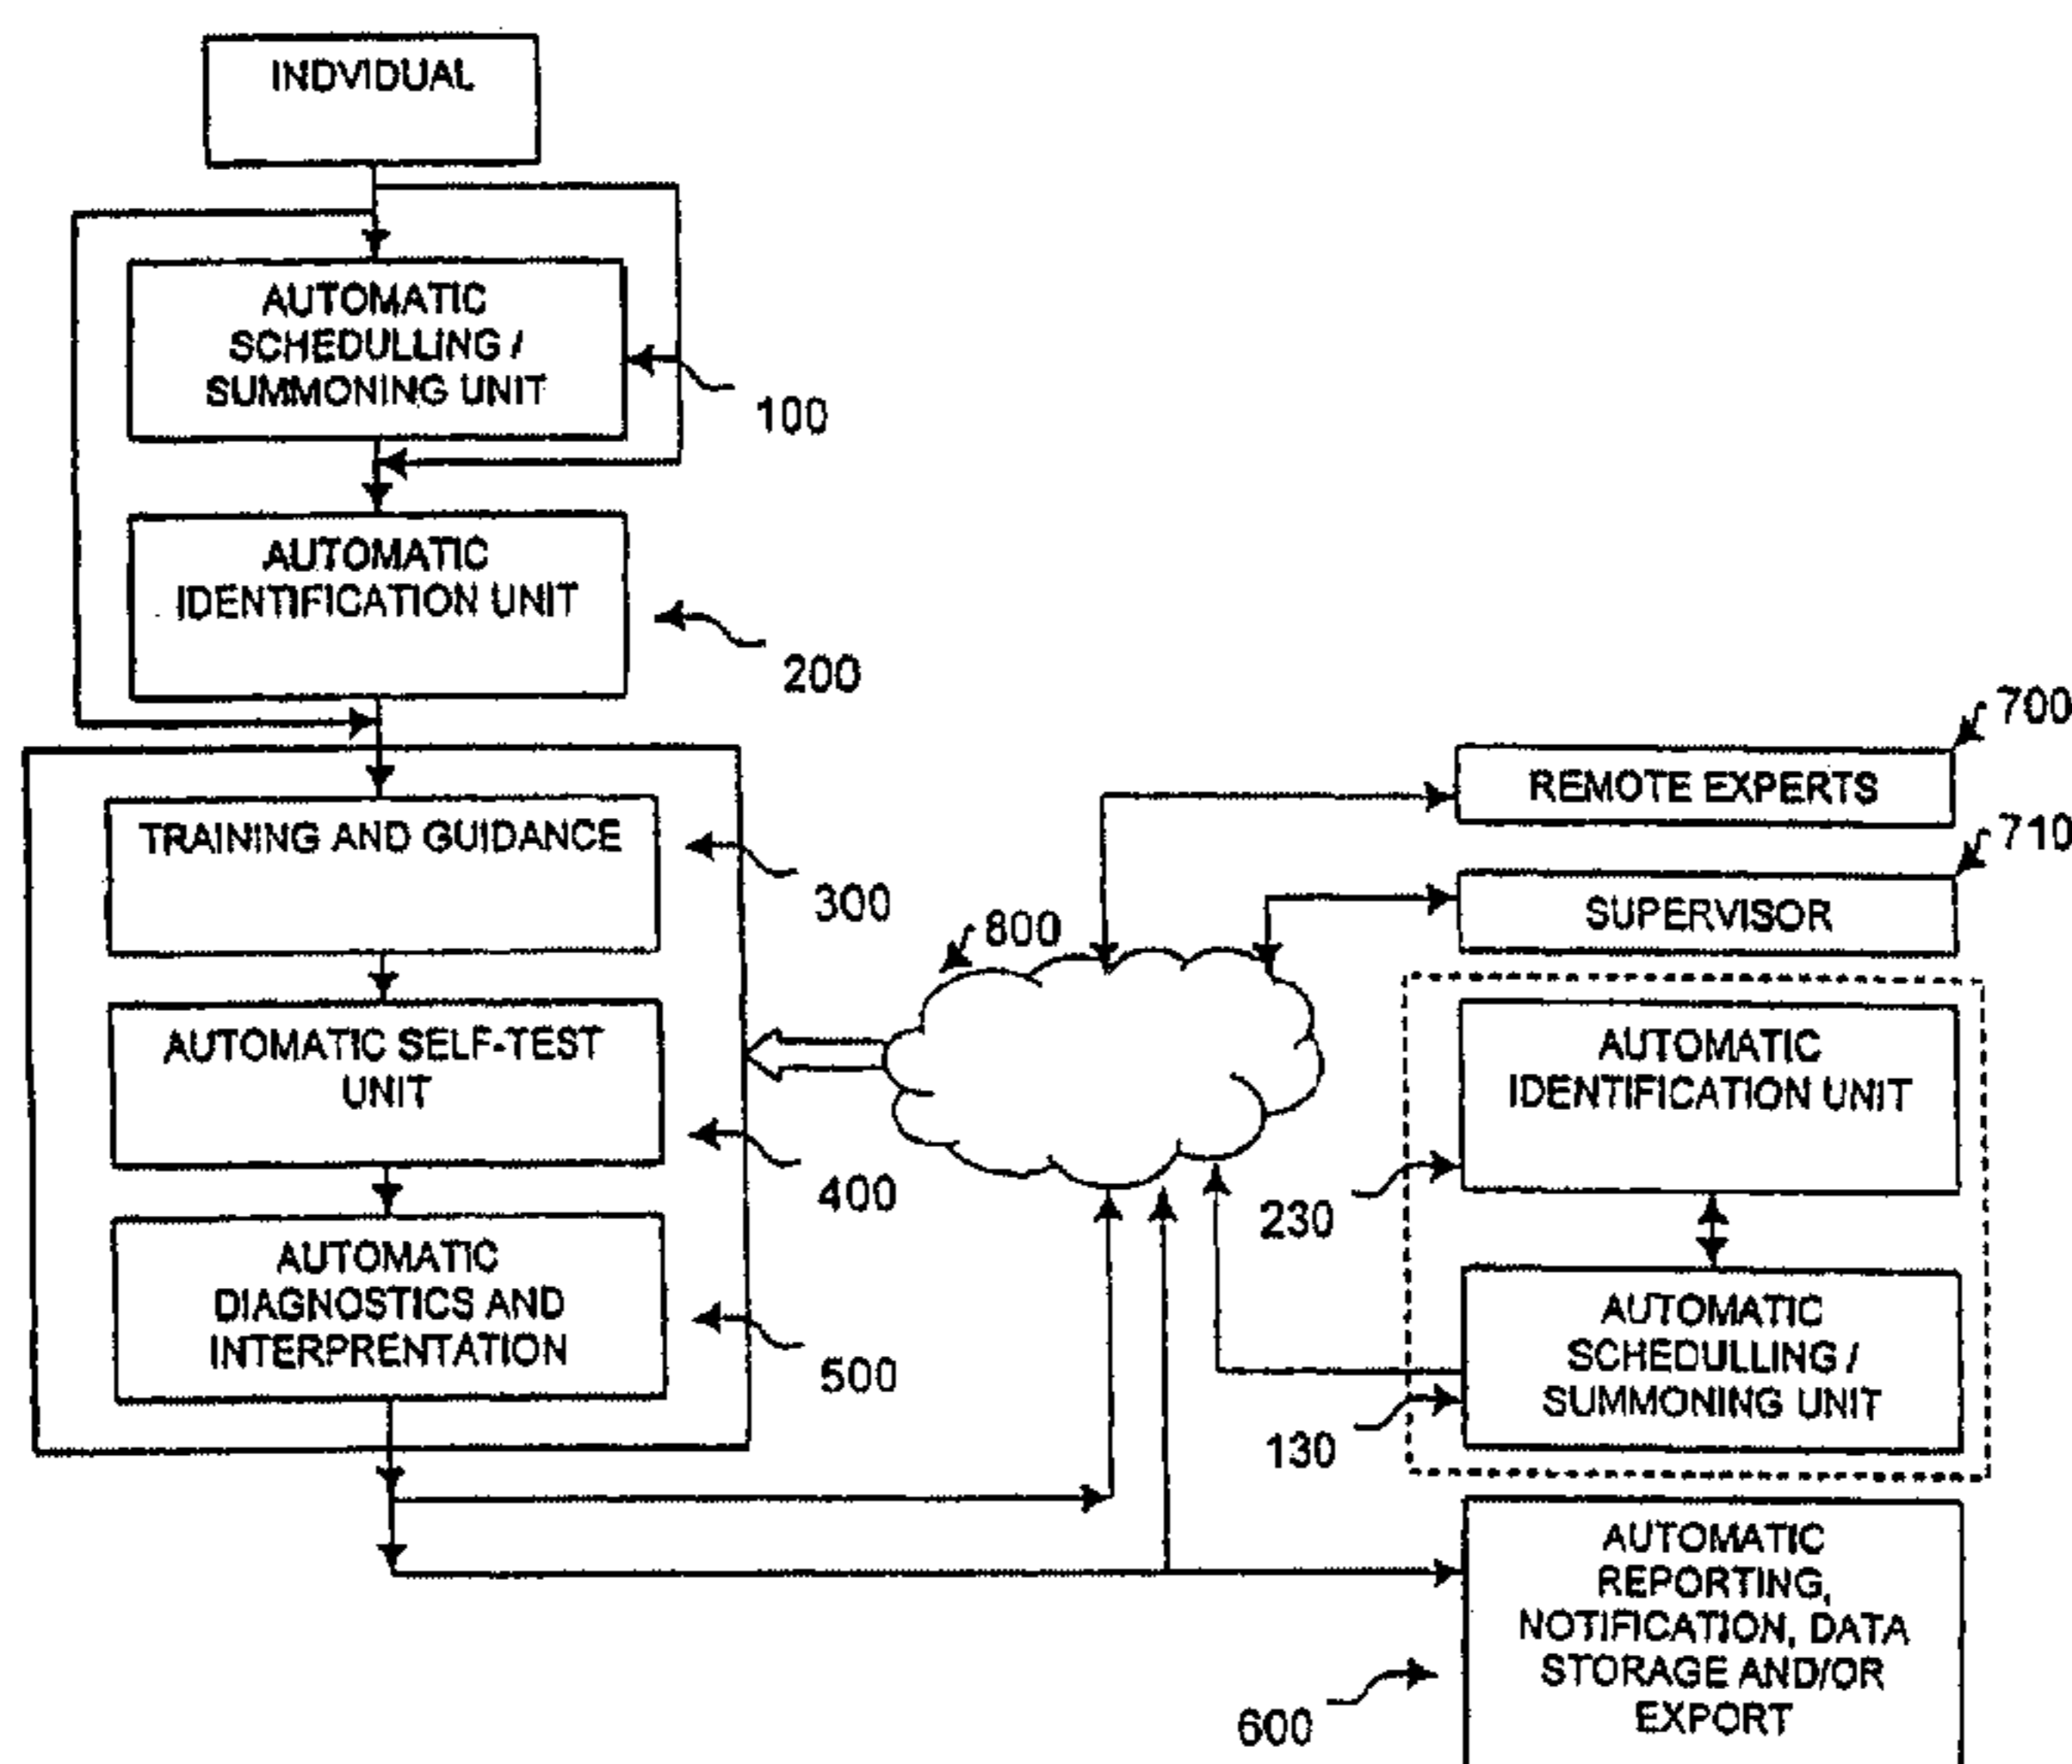 INDVIDUAL
AUTOMATIC
SCHEDULLING /
SUMMONING UNIT
100
AUTOMATIC
IDENTIFICATION UNIT
200
TRAINING AND GUIDANCE
300
AUTOMATIC SELF-TEST
UNIT
400
AUTOMATIC
DIAGNOSTICS AND
INTERPRENTATION
500
800
700
REMOTE EXPERTS
710
SUPERVISOR
AUTOMATIC
IDENTIFICATION UNIT
230
AUTOMATIC
SCHEDULLING /
SUMMONING UNIT
130
AUTOMATIC
REPORTING,
NOTIFICATION, DATA
STORAGE AND/OR
EXPORT
600